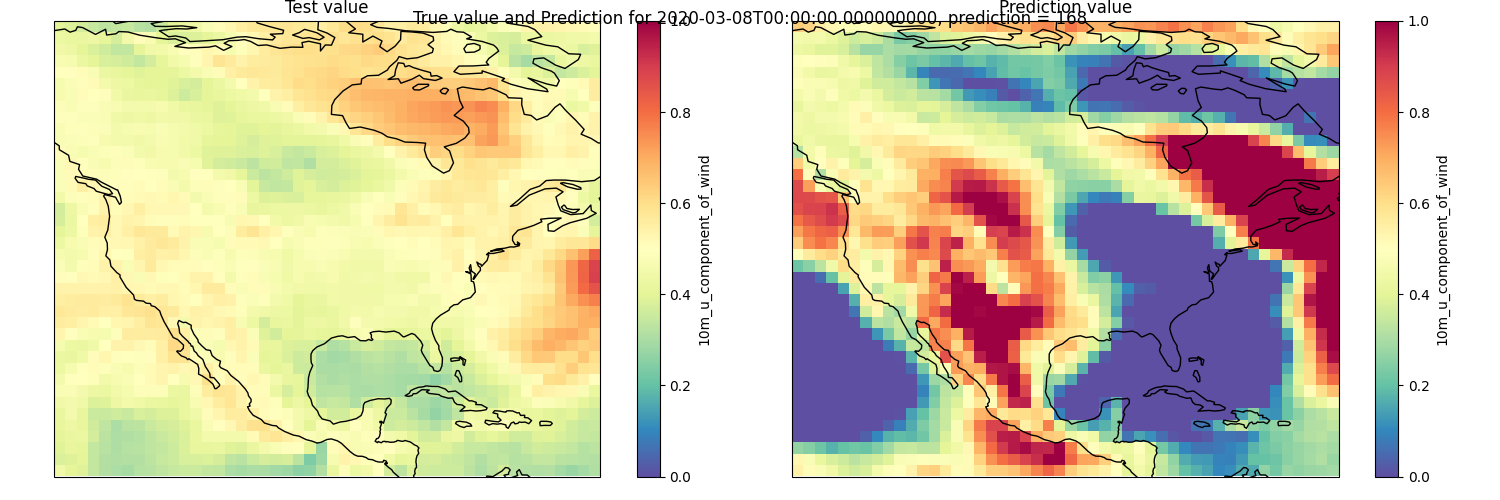 Test value
True value and Prediction for 2020-03-08T00:00:00.000000000, prediction = 168
Prediction value
1.0
0.8
0.6
0.4
0.2
0.0
10m_u_component_of_wind
1.0
0.8
0.6
0.4
0.2
0.0
10m_u_component_of_wind